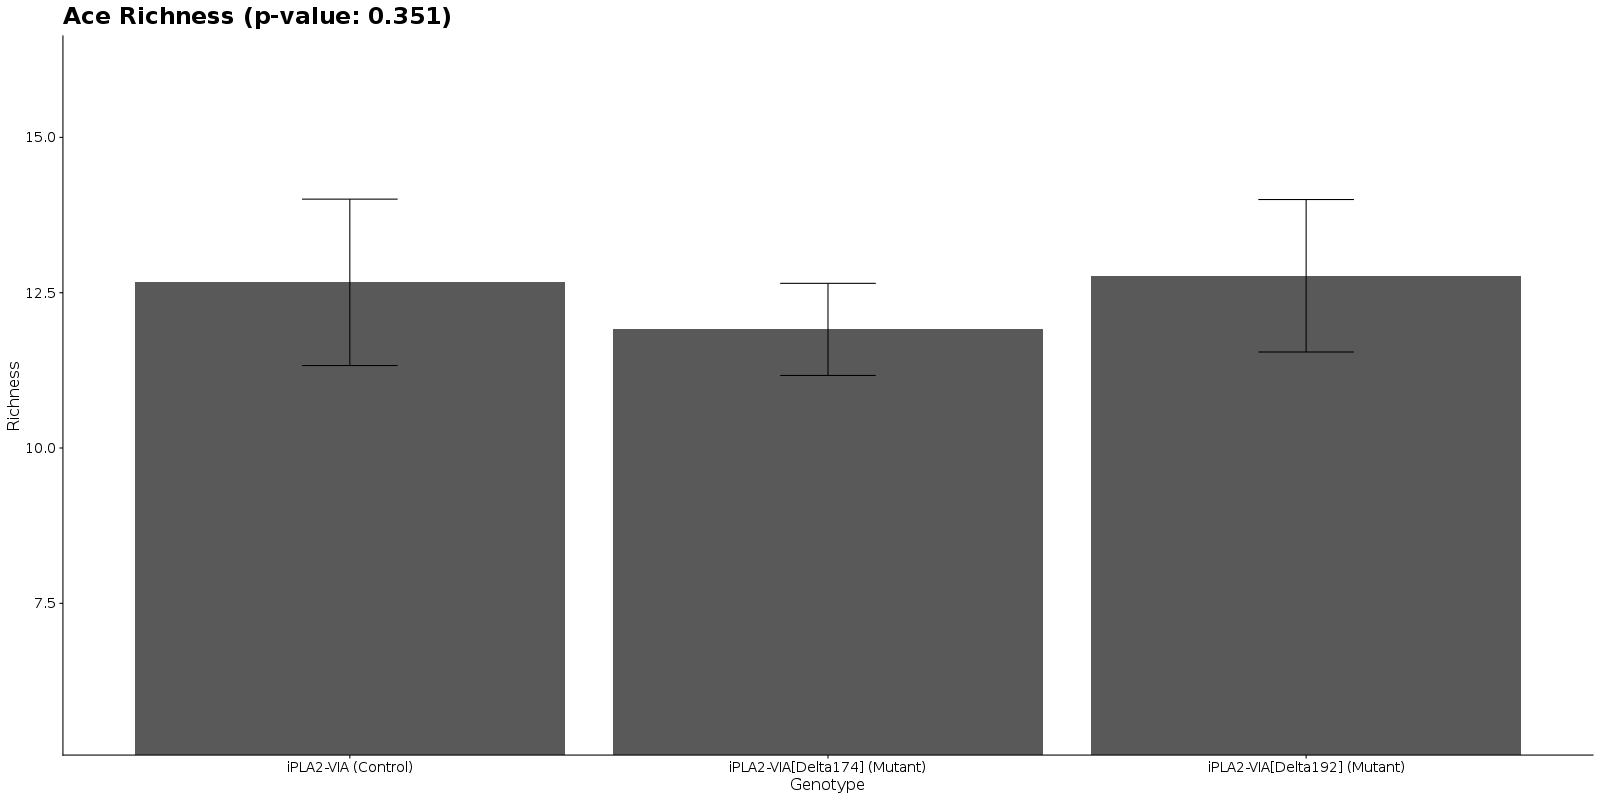 Ace Richness (p-value: 0.351)
15.0
12.5
10.0
7.5
Richness
iPLA2-VIA (Control)
iPLA2-VIA[Delta174] (Mutant)
iPLA2-VIA[Delta192] (Mutant)
Genotype